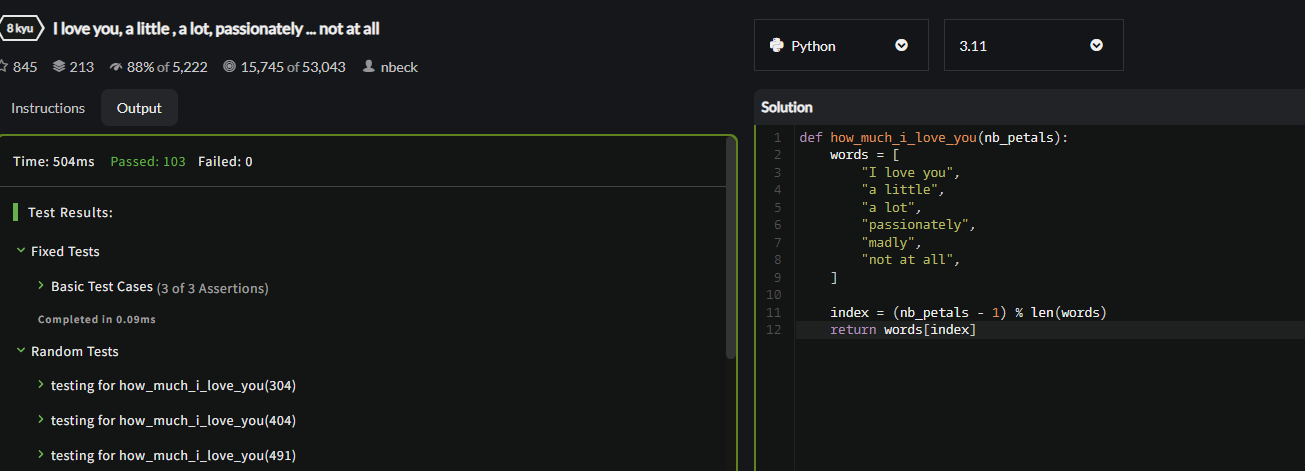 8 kyu I love you, a little , a lot, passionately ... not at all
845 213 88% of 5,222 15,745 of 53,043 nbeck
Instructions Output
Time: 504ms Passed: 103 Failed: 0
Test Results:
Fixed Tests
Basic Test Cases (3 of 3 Assertions)
Completed in 0.09ms
Random Tests
testing for how_much_i_love_you(304)
testing for how_much_i_love_you(404)
testing for how_much_i_love_you(491)
Python 3.11
Solution
1 def how_much_i_love_you(nb_petals):
2     words = [
3         "I love you",
4         "a little",
5         "a lot",
6         "passionately",
7         "madly",
8         "not at all",
9     ]
10
11     index = (nb_petals - 1) % len(words)
12     return words[index]